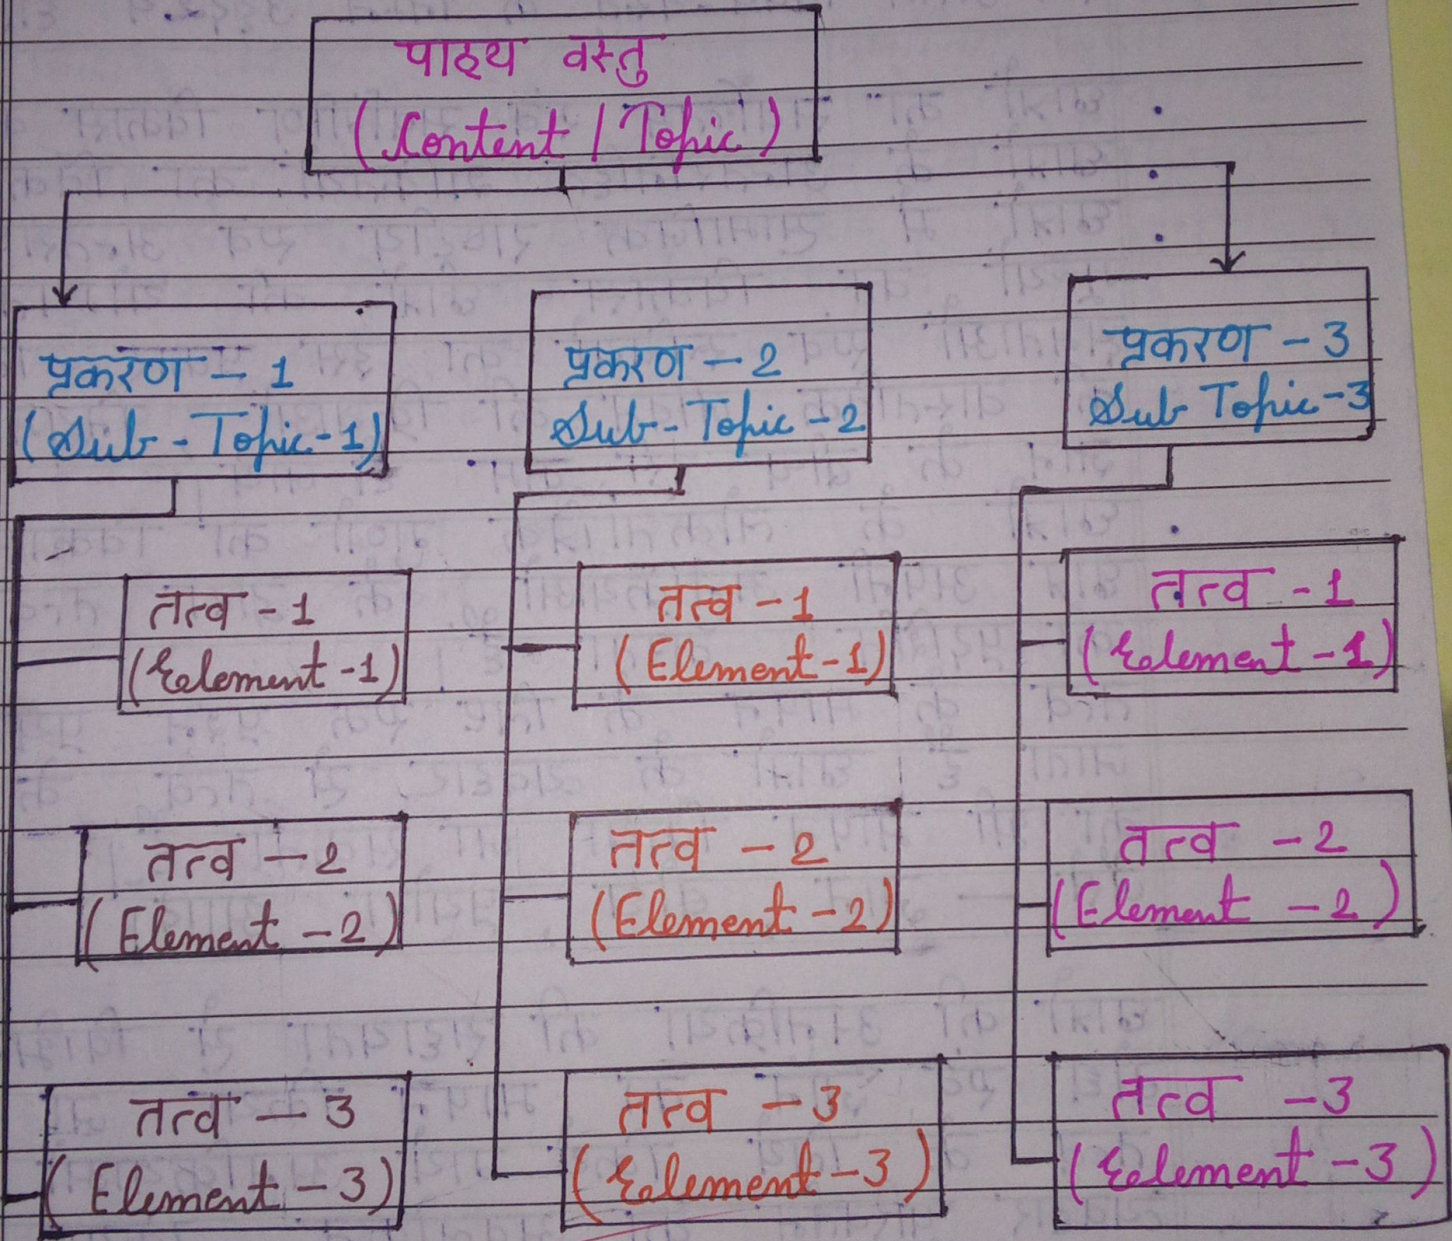 पाठ्य वस्तु
(Content / Topic)
प्रकरण - 1
(Sub - Topic - 1)
प्रकरण - 2
Sub - Topic - 2
प्रकरण - 3
Sub Topic - 3
तत्व - 1
(Element - 1)
तत्व - 1
(Element - 1)
तत्व - 1
(Element - 1)
तत्व - 2
(Element - 2)
तत्व - 2
(Element - 2)
तत्व - 2
(Element - 2)
तत्व - 3
(Element - 3)
तत्व - 3
(Element - 3)
तत्व - 3
(Element - 3)